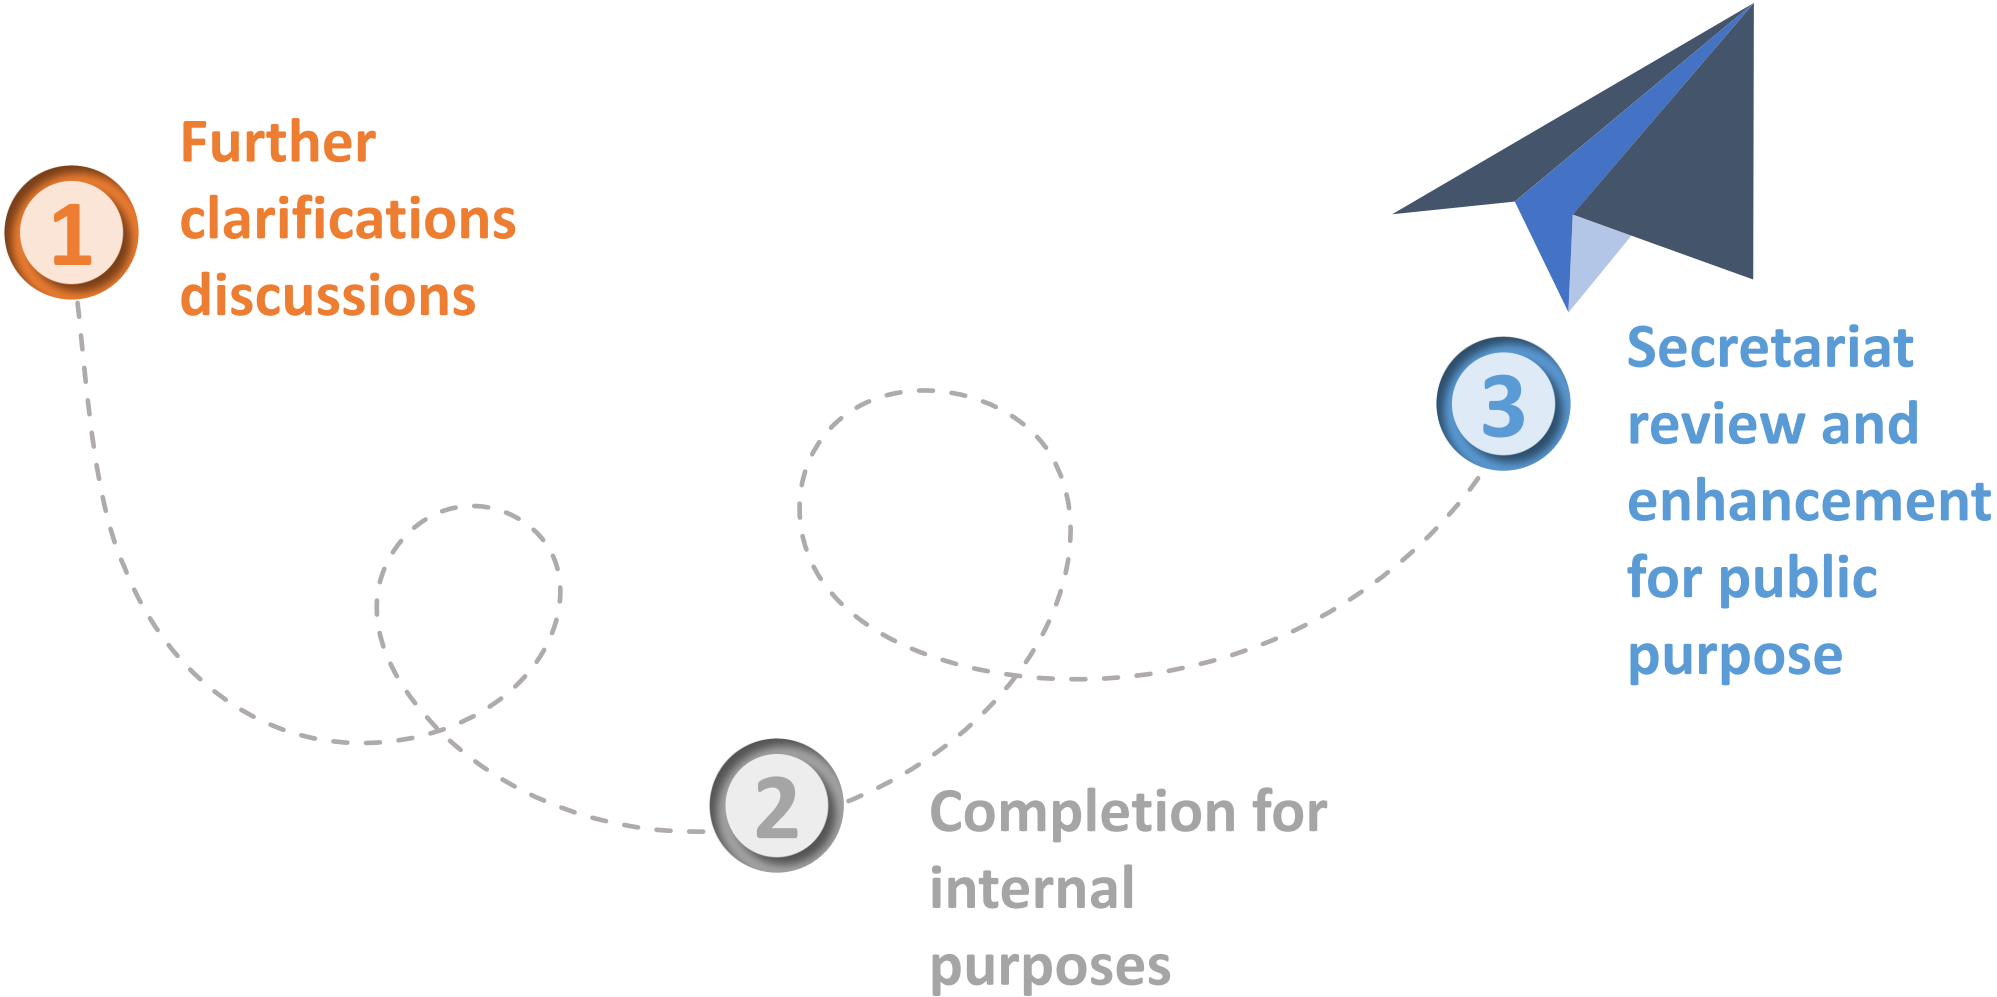 1
Further
clarifications
discussions
2
Completion for
internal
purposes
3
Secretariat
review and
enhancement
for public
purpose